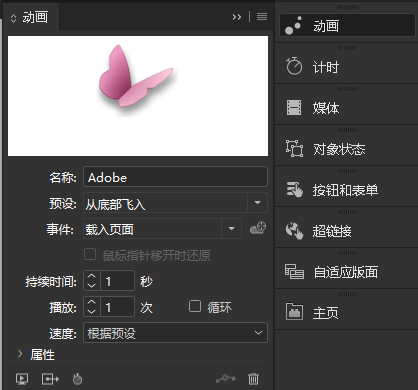 动画
名称: Adobe
预设: 从底部飞入
事件: 载入页面
鼠标指针移开时还原
持续时间: 1 秒
播放: 1 次 循环
速度: 根据预设
属性
动画
计时
媒体
对象状态
按钮和表单
超链接
自适应版面
主页